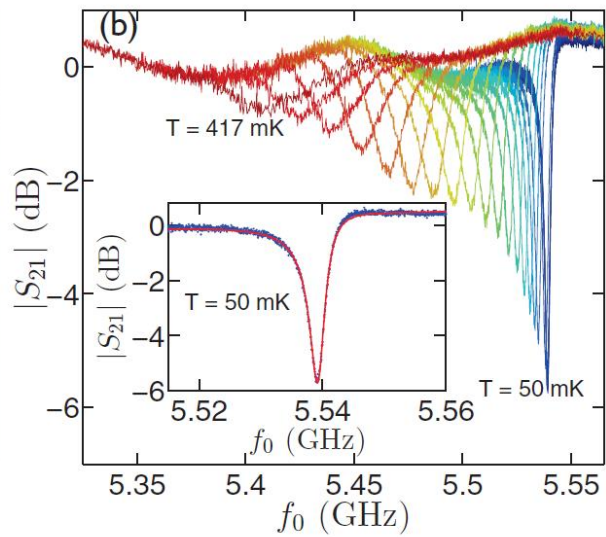 (b)
0
−2
−4
−6
|S₂₁| (dB)
T = 417 mK
T = 50 mK
5.35
5.4
5.45
5.5
5.55
f₀ (GHz)
0
−2
−4
−6
|S₂₁| (dB)
T = 50 mK
5.52
5.54
5.56
f₀ (GHz)